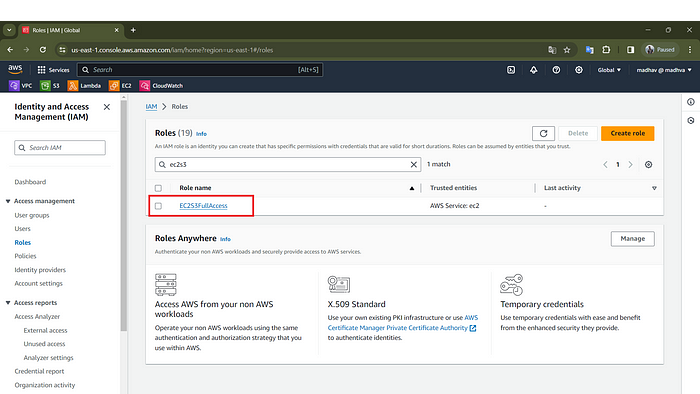 Roles | IAM | Global
us-east-1.console.aws.amazon.com/iam/home?region=us-east-1#/roles
Paused
aws
Services
Search
[Alt+S]
Global
madhav @ madhva
VPC
S3
Lambda
EC2
CloudWatch
Identity and Access
Management (IAM)
Search IAM
Dashboard
Access management
User groups
Users
Roles
Policies
Identity providers
Account settings
Access reports
Access Analyzer
External access
Unused access
Analyzer settings
Credential report
Organization activity
IAM > Roles
Roles (19) Info
Delete
Create role
An IAM role is an identity you can create that has specific permissions with credentials that are valid for short durations. Roles can be assumed by entities that you trust.
ec2s3
1 match
1
Role name
Trusted entities
Last activity
EC2S3FullAccess
AWS Service: ec2
-
Roles Anywhere Info
Manage
Authenticate your non AWS workloads and securely provide access to AWS services.
Access AWS from your non AWS
workloads
Operate your non AWS workloads using the same
authentication and authorization strategy that you
use within AWS.
X.509 Standard
Use your own existing PKI infrastructure or use AWS
Certificate Manager Private Certificate Authority
to authenticate identities.
Temporary credentials
Use temporary credentials with ease and benefit
from the enhanced security they provide.